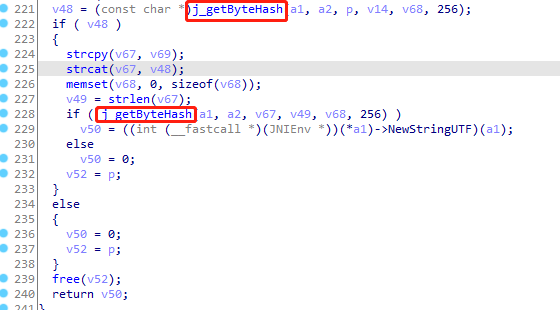 221 v48 = (const char *)j_getByteHash(a1, a2, p, v14, v68, 256);
222 if ( v48 )
223 {
224 strcpy(v67, v69);
225 strcat(v67, v48);
226 memset(v68, 0, sizeof(v68));
227 v49 = strlen(v67);
228 if ( j_getByteHash(a1, a2, v67, v49, v68, 256) )
229 v50 = ((int (__fastcall *)(JNIEnv *))(*a1)->NewStringUTF)(a1);
230 else
231 v50 = 0;
232 v52 = p;
233 }
234 else
235 {
236 v50 = 0;
237 v52 = p;
238 }
239 free(v52);
240 return v50;
241 }